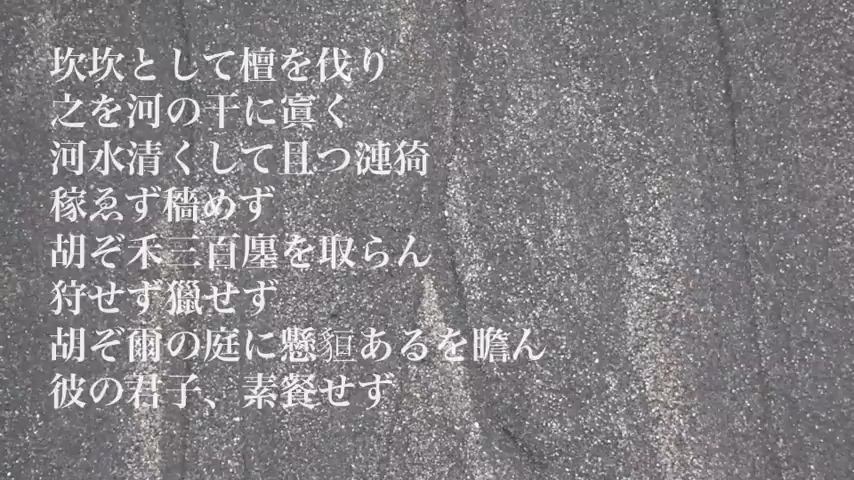 坎坎として檀を伐り
之を河の干に寘く
河水清くして且つ漣猗
稼ゑず穡めず
胡ぞ禾三百廛を取らん
狩せず獵せず
胡ぞ爾の庭に懸貆あるを瞻ん
彼の君子、素餐せず